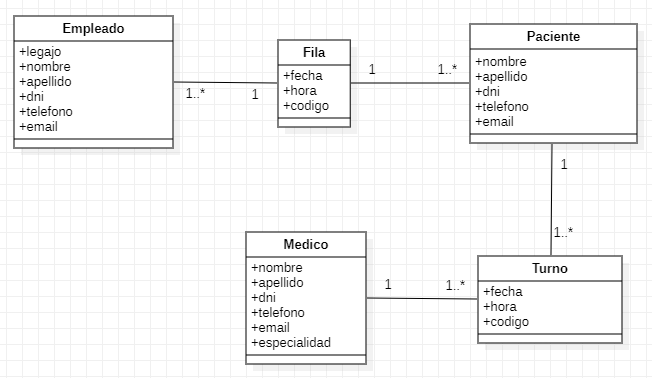 Empleado
+legajo
+nombre
+apellido
+dni
+telefono
+email
1..*
1
Fila
+fecha
+hora
+codigo
1
1..*
Paciente
+nombre
+apellido
+dni
+telefono
+email
1
1..*
Medico
+nombre
+apellido
+dni
+telefono
+email
+especialidad
1
1..*
Turno
+fecha
+hora
+codigo